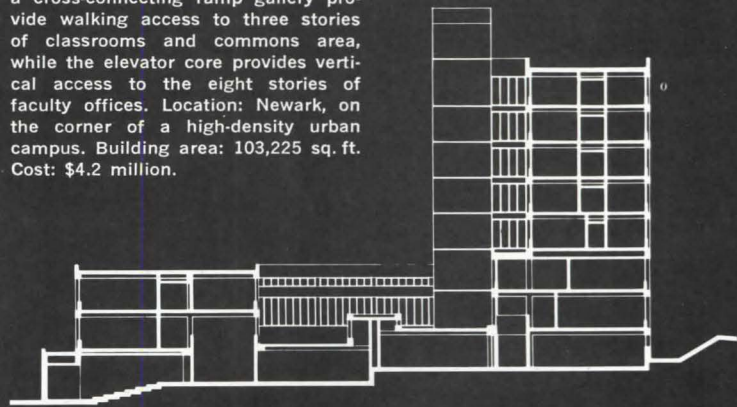 a cross-connecting ramp gallery pro-
vide walking access to three stories
of classrooms and commons area,
while the elevator core provides verti-
cal access to the eight stories of
faculty offices. Location: Newark, on
the corner of a high-density urban
campus. Building area: 103,225 sq. ft.
Cost: $4.2 million.
0